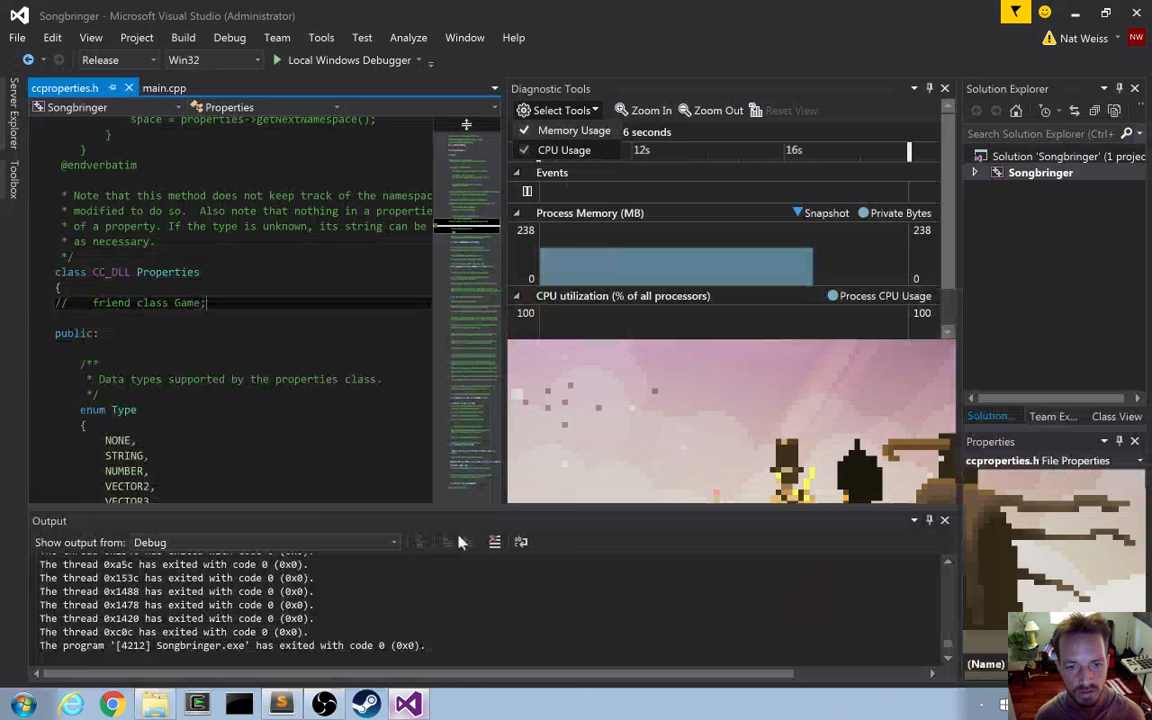 Songbringer - Microsoft Visual Studio (Administrator)
File Edit View Project Build Debug Team Tools Test Analyze Window Help
Nat Weiss NW
Release Win32 Local Windows Debugger
Server Explorer
Toolbox
ccproperties.h main.cpp
Songbringer Properties
space = properties->getNextNamespace();
}
}
@endverbatim
* Note that this method does not keep track of the namespac
* modified to do so.  Also note that nothing in a propertie
* of a property. If the type is unknown, its string can be
* as necessary.
*/
class CC_DLL Properties
{
//    friend class Game;
public:
/**
* Data types supported by the properties class.
*/
enum Type
{
NONE,
STRING,
NUMBER,
VECTOR2,
VECTOR3,
Diagnostic Tools
Select Tools Zoom In Zoom Out Reset View
Memory Usage 6 seconds
CPU Usage 12s 16s
Events
Process Memory (MB) Snapshot Private Bytes
238 238
0 0
CPU utilization (% of all processors) Process CPU Usage
100 100
Solution Explorer
Search Solution Explorer (Ctrl+
Solution 'Songbringer' (1 projec
Songbringer
Solution... Team Ex... Class View
Properties
ccproperties.h File Properties
(Name)
Output
Show output from: Debug
The thread 0xa5c has exited with code 0 (0x0).
The thread 0x153c has exited with code 0 (0x0).
The thread 0x1488 has exited with code 0 (0x0).
The thread 0x1478 has exited with code 0 (0x0).
The thread 0x1420 has exited with code 0 (0x0).
The thread 0xc0c has exited with code 0 (0x0).
The program '[4212] Songbringer.exe' has exited with code 0 (0x0).